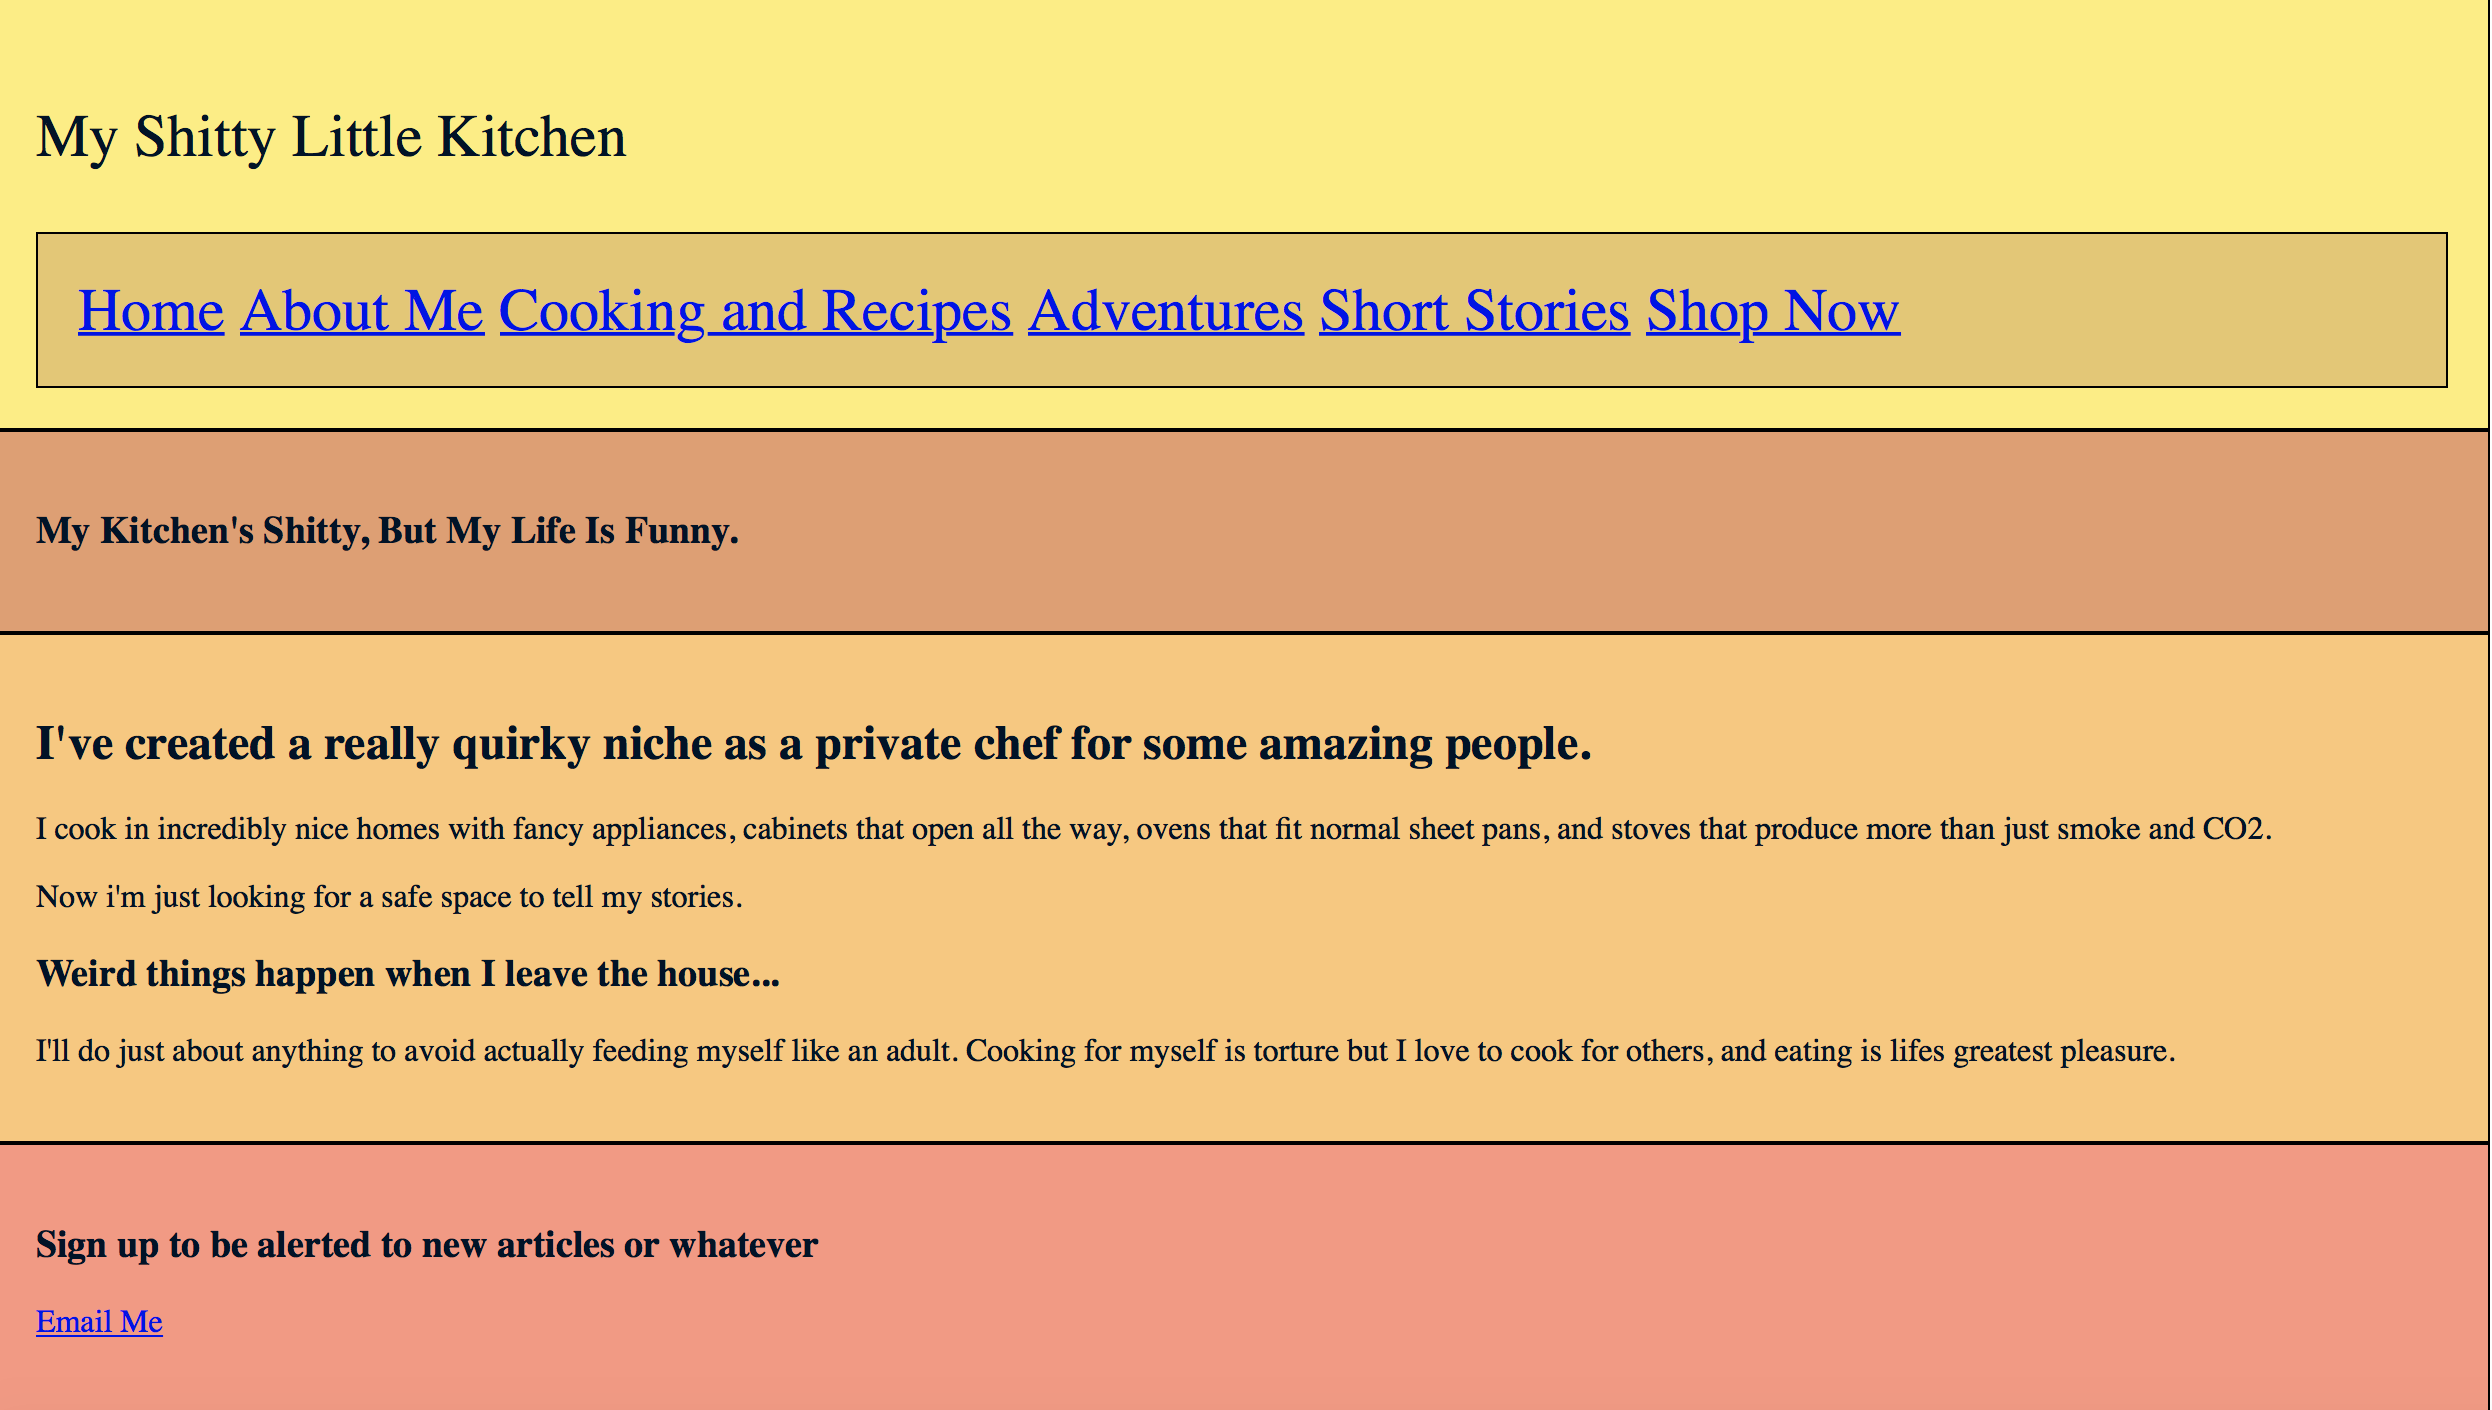 My Shitty Little Kitchen
Home About Me Cooking and Recipes Adventures Short Stories Shop Now
My Kitchen's Shitty, But My Life Is Funny.
I've created a really quirky niche as a private chef for some amazing people.
I cook in incredibly nice homes with fancy appliances, cabinets that open all the way, ovens that fit normal sheet pans, and stoves that produce more than just smoke and CO2.
Now i'm just looking for a safe space to tell my stories.
Weird things happen when I leave the house...
I'll do just about anything to avoid actually feeding myself like an adult. Cooking for myself is torture but I love to cook for others, and eating is lifes greatest pleasure.
Sign up to be alerted to new articles or whatever
Email Me